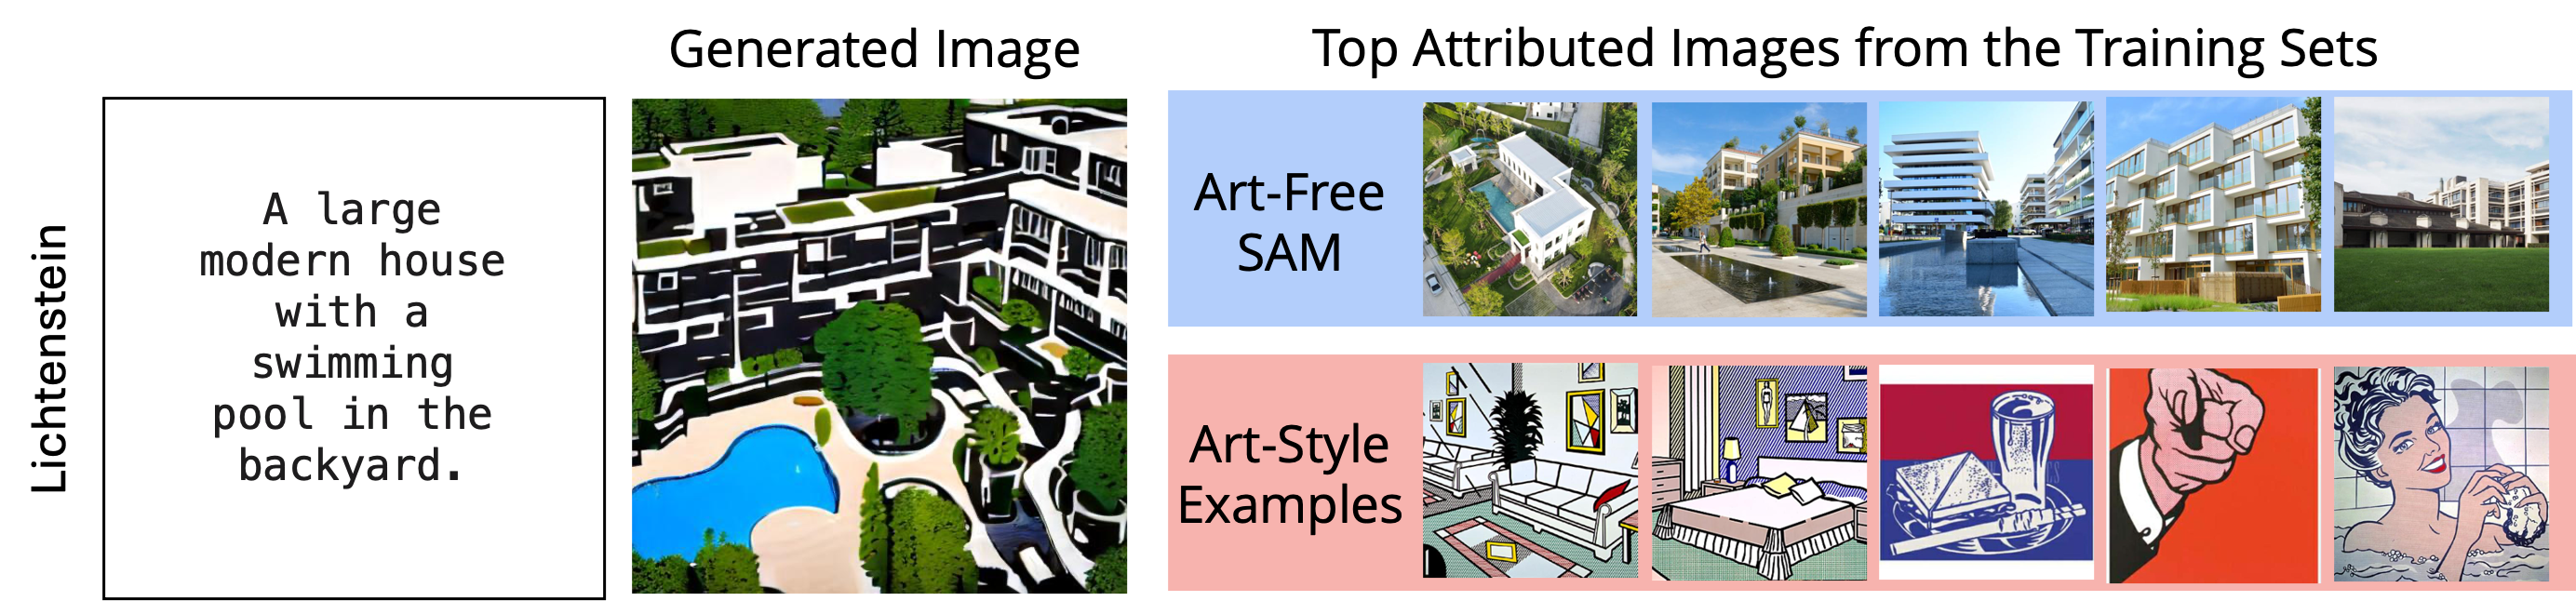 Generated Image
Top Attributed Images from the Training Sets
Lichtenstein
A large
modern house
with a
swimming
pool in the
backyard.
Art-Free
SAM
Art-Style
Examples